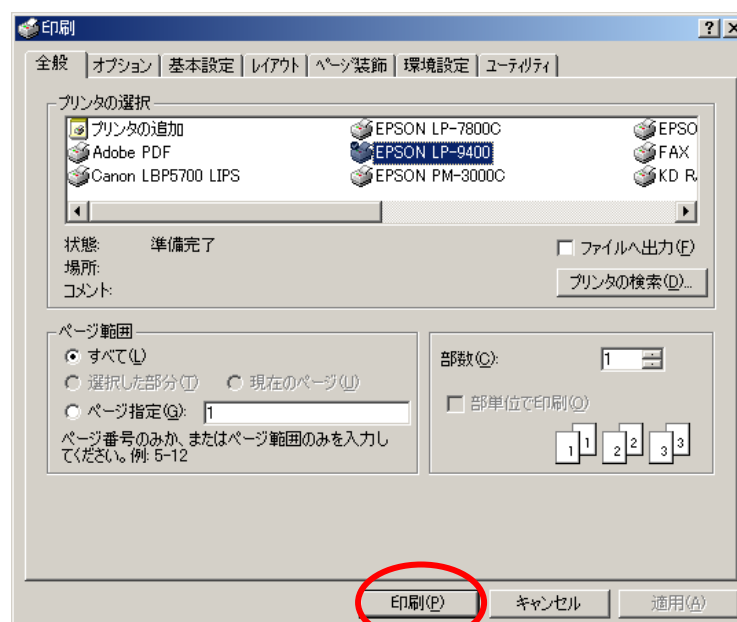 印刷
全般 オプション 基本設定 レイアウト ページ装飾 環境設定 ユーティリティ
プリンタの選択
プリンタの追加 EPSON LP-7800C EPSO
Adobe PDF EPSON LP-9400 FAX
Canon LBP5700 LIPS EPSON PM-3000C KD R
状態: 準備完了
ファイルへ出力(F)
場所:
プリンタの検索(D)...
コメント:
ページ範囲
すべて(L)
部数(C): 1
選択した部分(T) 現在のページ(U)
部単位で印刷(O)
ページ指定(G): 1
ページ番号のみか、またはページ範囲のみを入力し
てください。例: 5-12
1 1 2 2 3 3
印刷(P) キャンセル 適用(A)